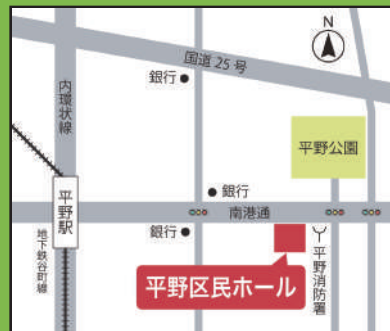 N
国道25号
銀行
内環状線
平野公園
銀行
平野駅
南港通
銀行
地下鉄谷町線
平野消防署
平野区民ホール